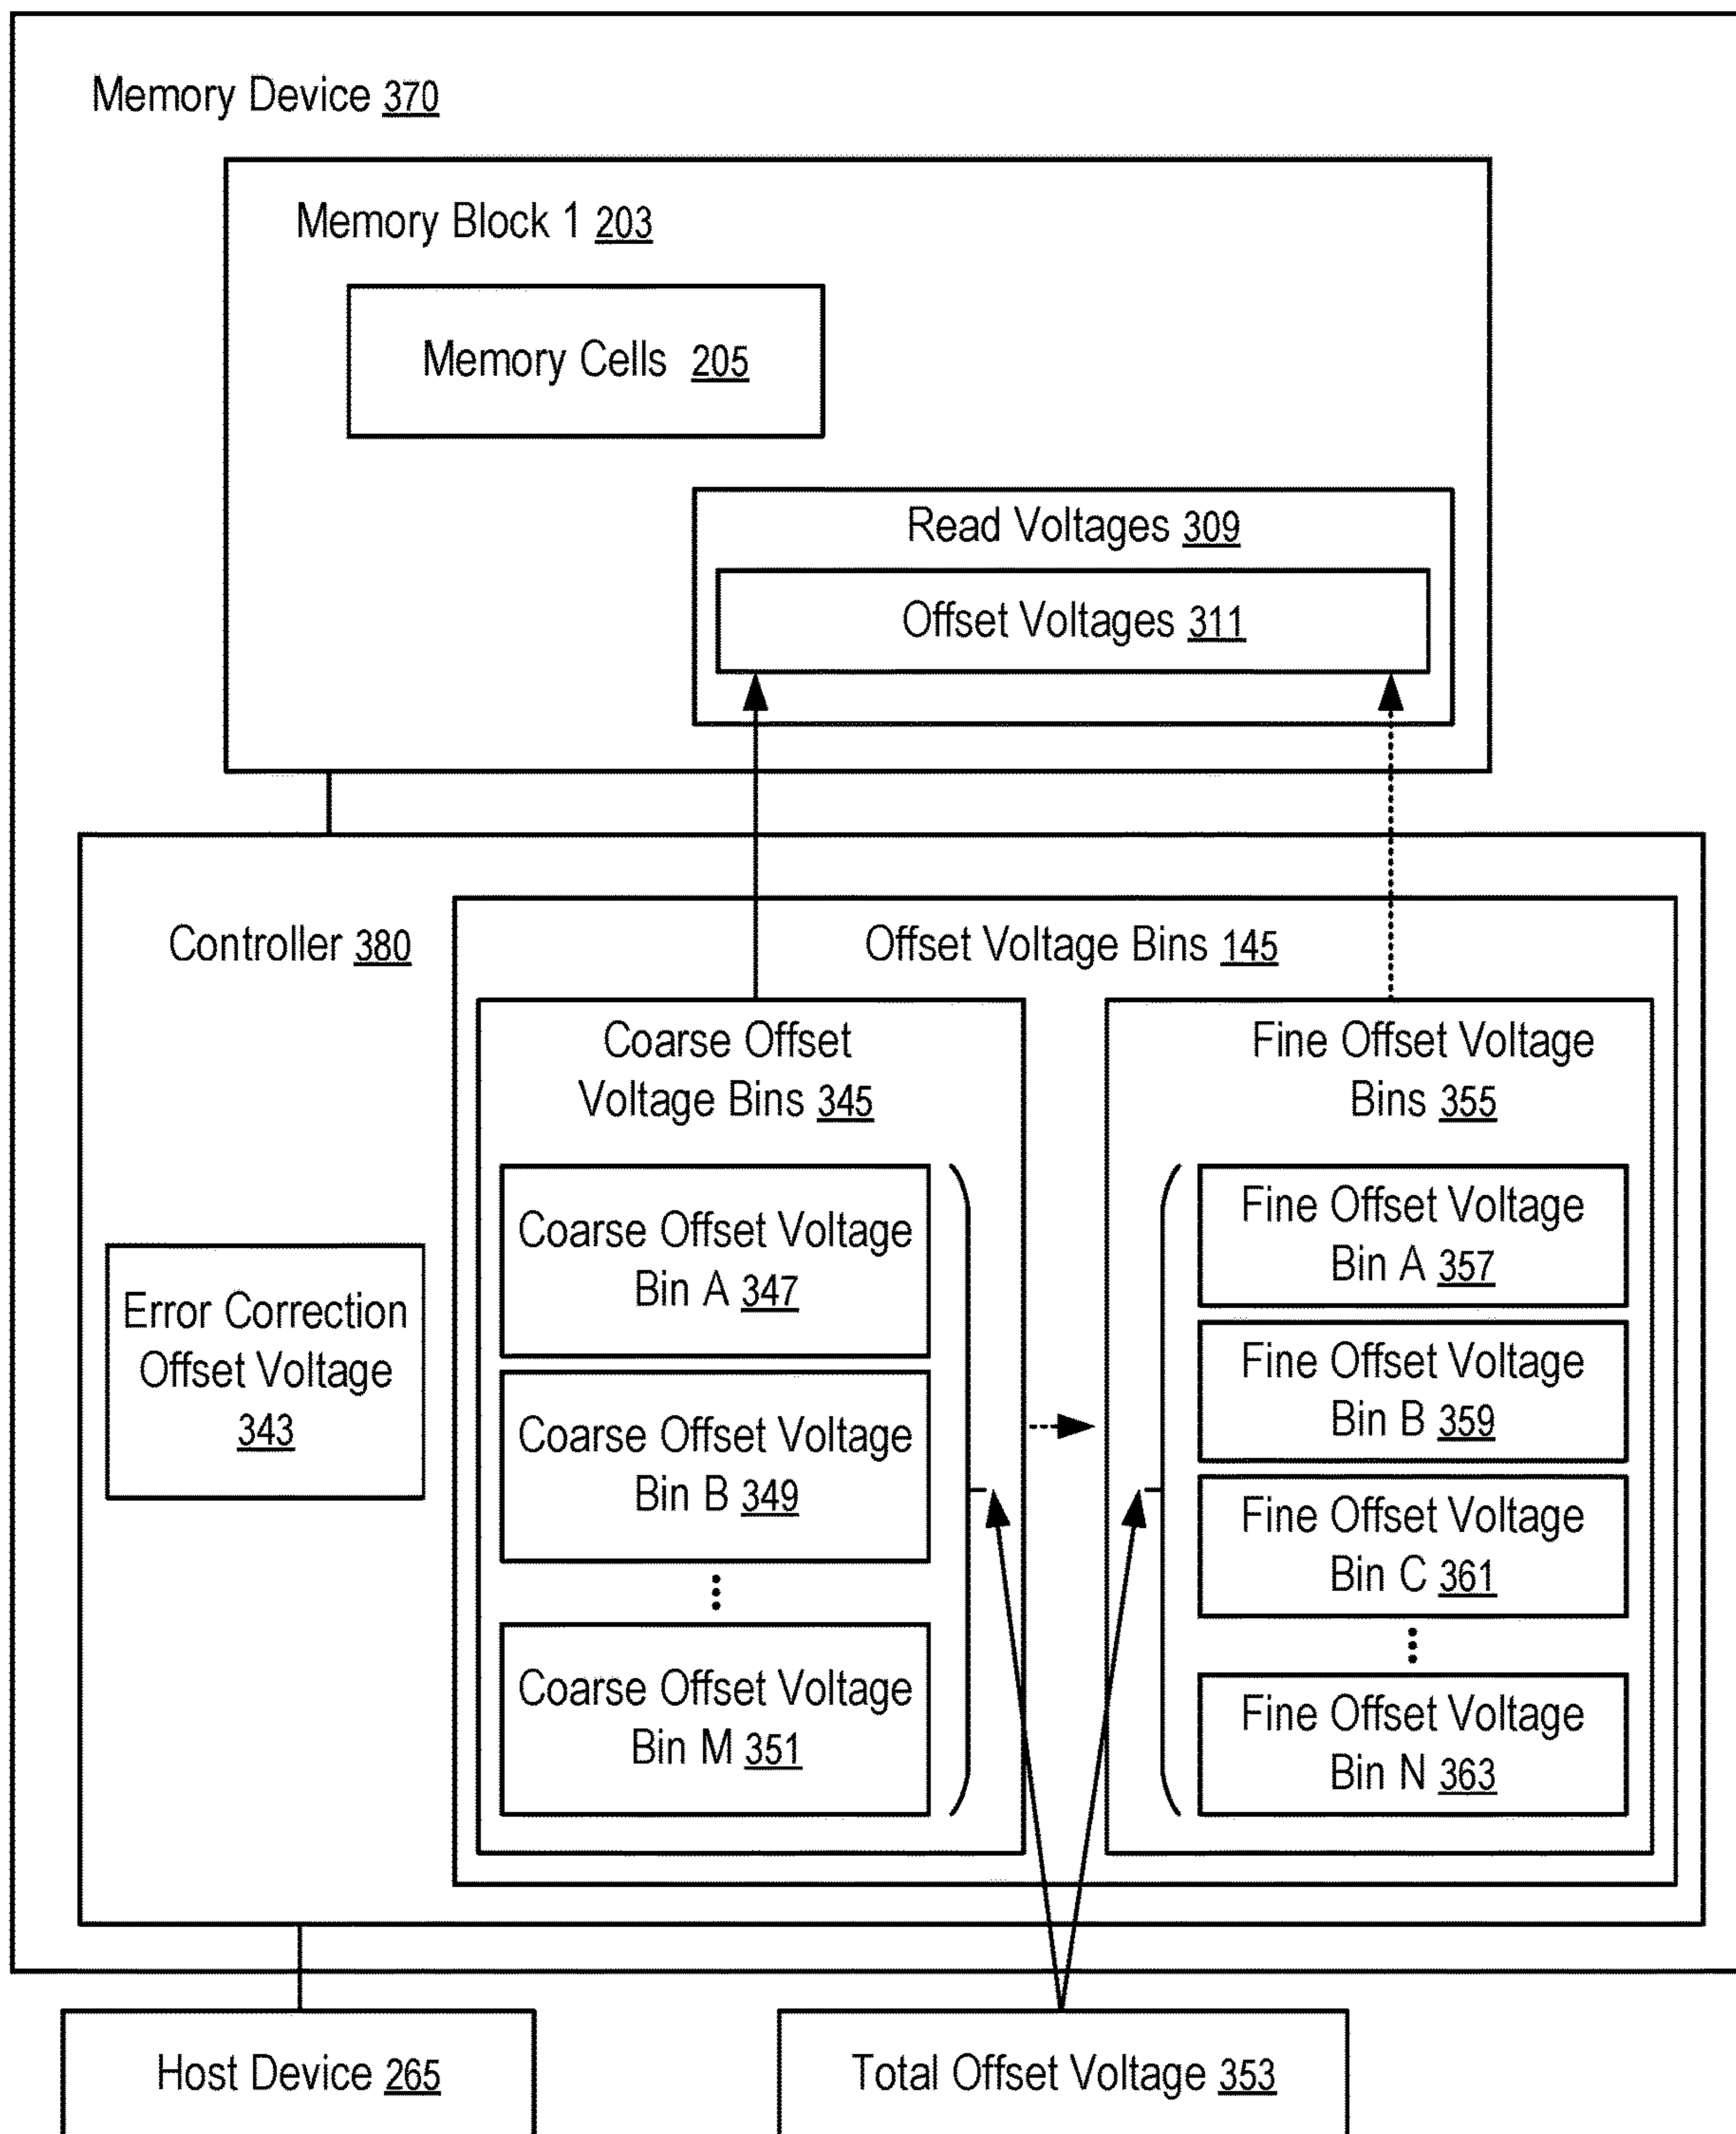 Memory Device 370
Memory Block 1 203
Memory Cells 205
Read Voltages 309
Offset Voltages 311
Controller 380
Offset Voltage Bins 145
Coarse Offset
Voltage Bins 345
Fine Offset Voltage
Bins 355
Error Correction
Offset Voltage
343
Coarse Offset Voltage
Bin A 347
Coarse Offset Voltage
Bin B 349
Coarse Offset Voltage
Bin M 351
Fine Offset Voltage
Bin A 357
Fine Offset Voltage
Bin B 359
Fine Offset Voltage
Bin C 361
Fine Offset Voltage
Bin N 363
Host Device 265
Total Offset Voltage 353